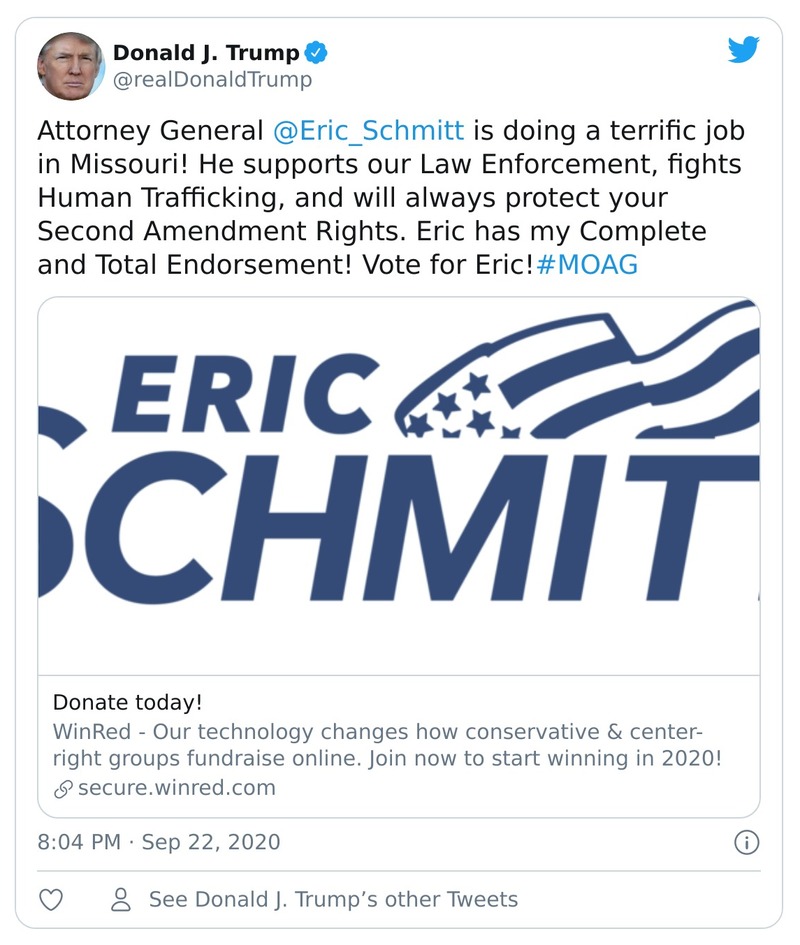 Donald J. Trump
@realDonaldTrump
Attorney General @Eric_Schmitt is doing a terrific job
in Missouri! He supports our Law Enforcement, fights
Human Trafficking, and will always protect your
Second Amendment Rights. Eric has my Complete
and Total Endorsement! Vote for Eric!#MOAG
ERIC
SCHMIT
Donate today!
WinRed - Our technology changes how conservative & center-
right groups fundraise online. Join now to start winning in 2020!
secure.winred.com
8:04 PM · Sep 22, 2020
See Donald J. Trump’s other Tweets